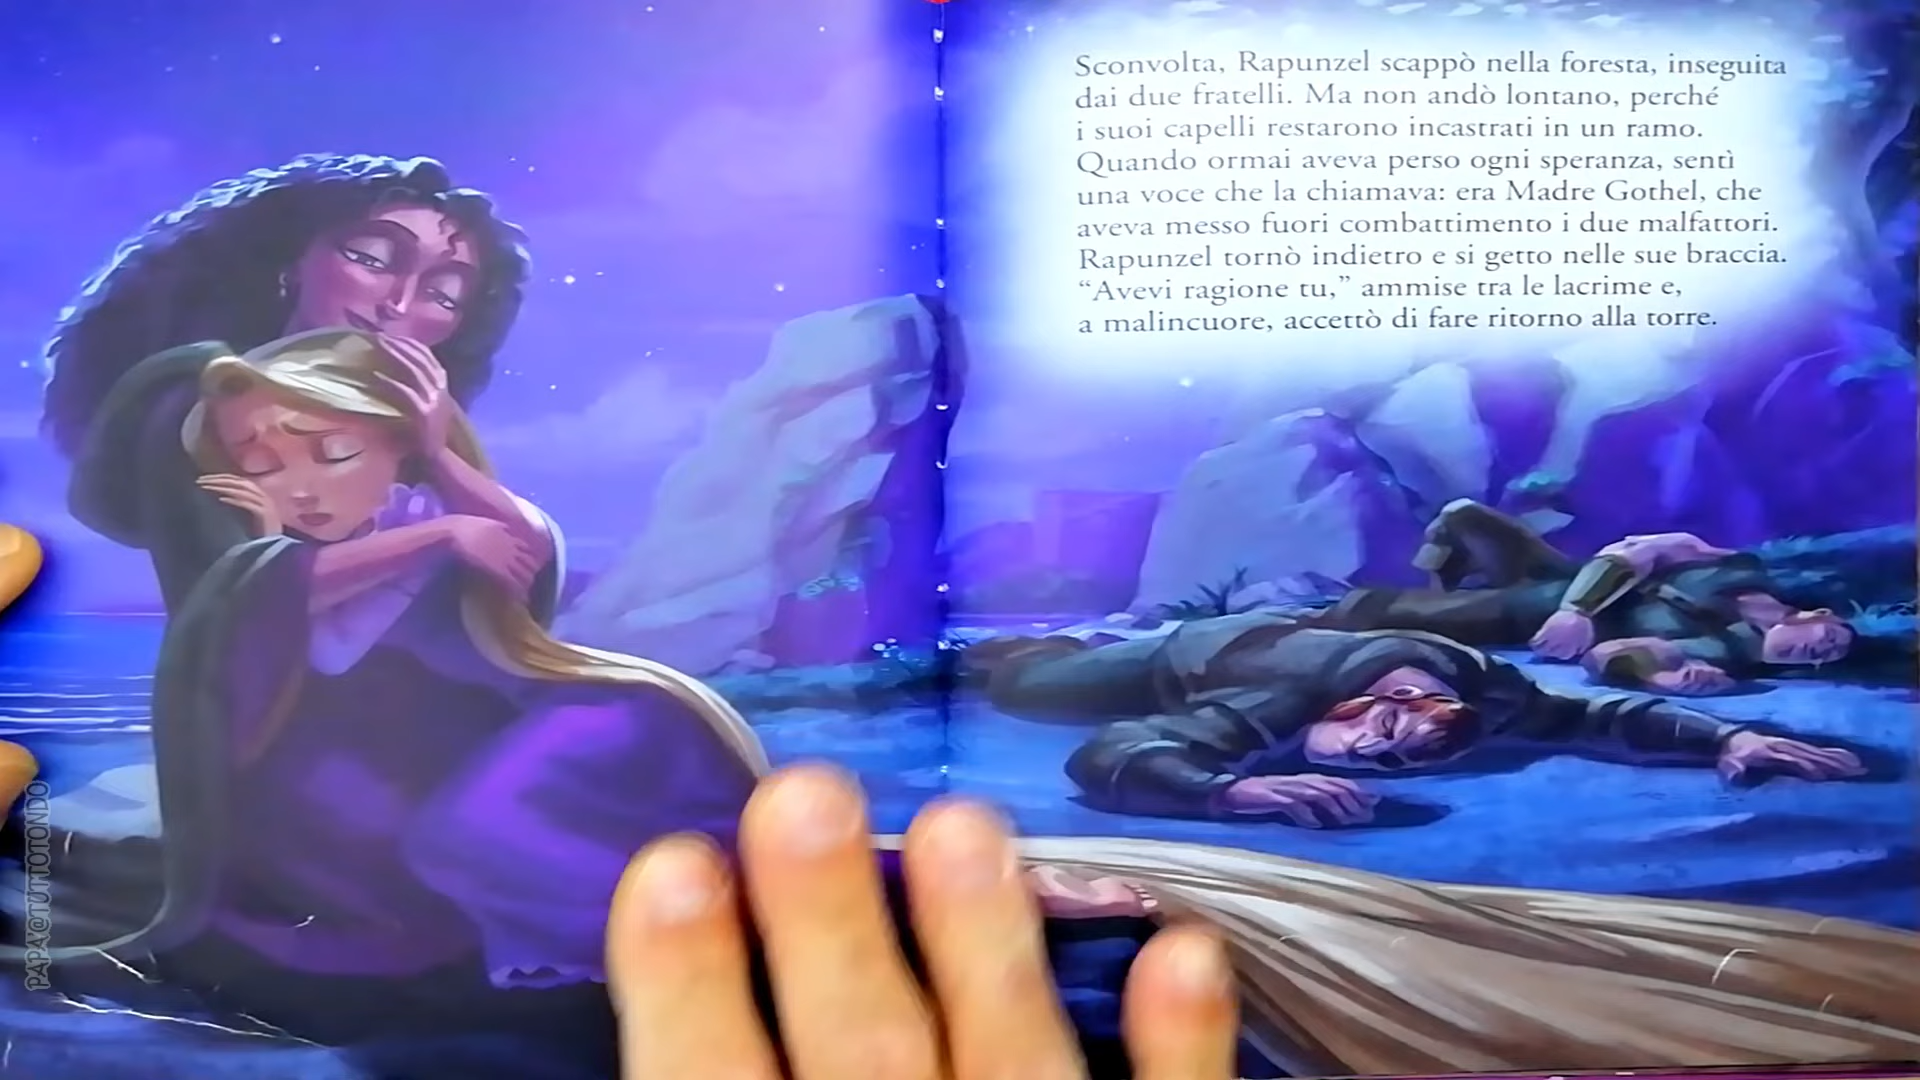 Sconvolta, Rapunzel scappò nella foresta, inseguita
dai due fratelli. Ma non andò lontano, perché
i suoi capelli restarono incastrati in un ramo.
Quando ormai aveva perso ogni speranza, sentì
una voce che la chiamava: era Madre Gothel, che
aveva messo fuori combattimento i due malfattori.
Rapunzel tornò indietro e si getto nelle sue braccia.
“Avevi ragione tu,” ammise tra le lacrime e,
a malincuore, accettò di fare ritorno alla torre.
PAPA'@TUTTOTONDO